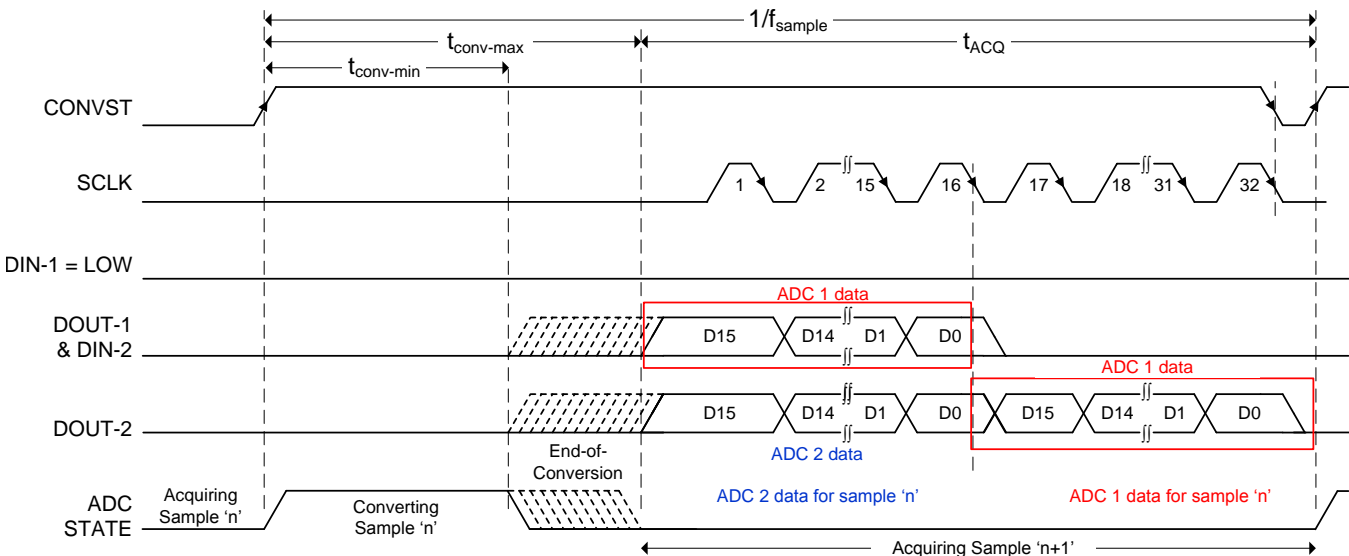 1/fsample
tconv-max
tACQ
tconv-min
CONVST
SCLK
1 2 15 16 17 18 31 32
DIN-1 = LOW
ADC 1 data
DOUT-1
& DIN-2
D15 D14 D1 D0
ADC 1 data
DOUT-2
D15 D14 D1 D0 D15 D14 D1 D0
End-of-
Conversion
ADC 2 data
ADC
STATE
Acquiring
Sample ‘n’
Converting
Sample ‘n’
ADC 2 data for sample ‘n’
ADC 1 data for sample ‘n’
Acquiring Sample ‘n+1’